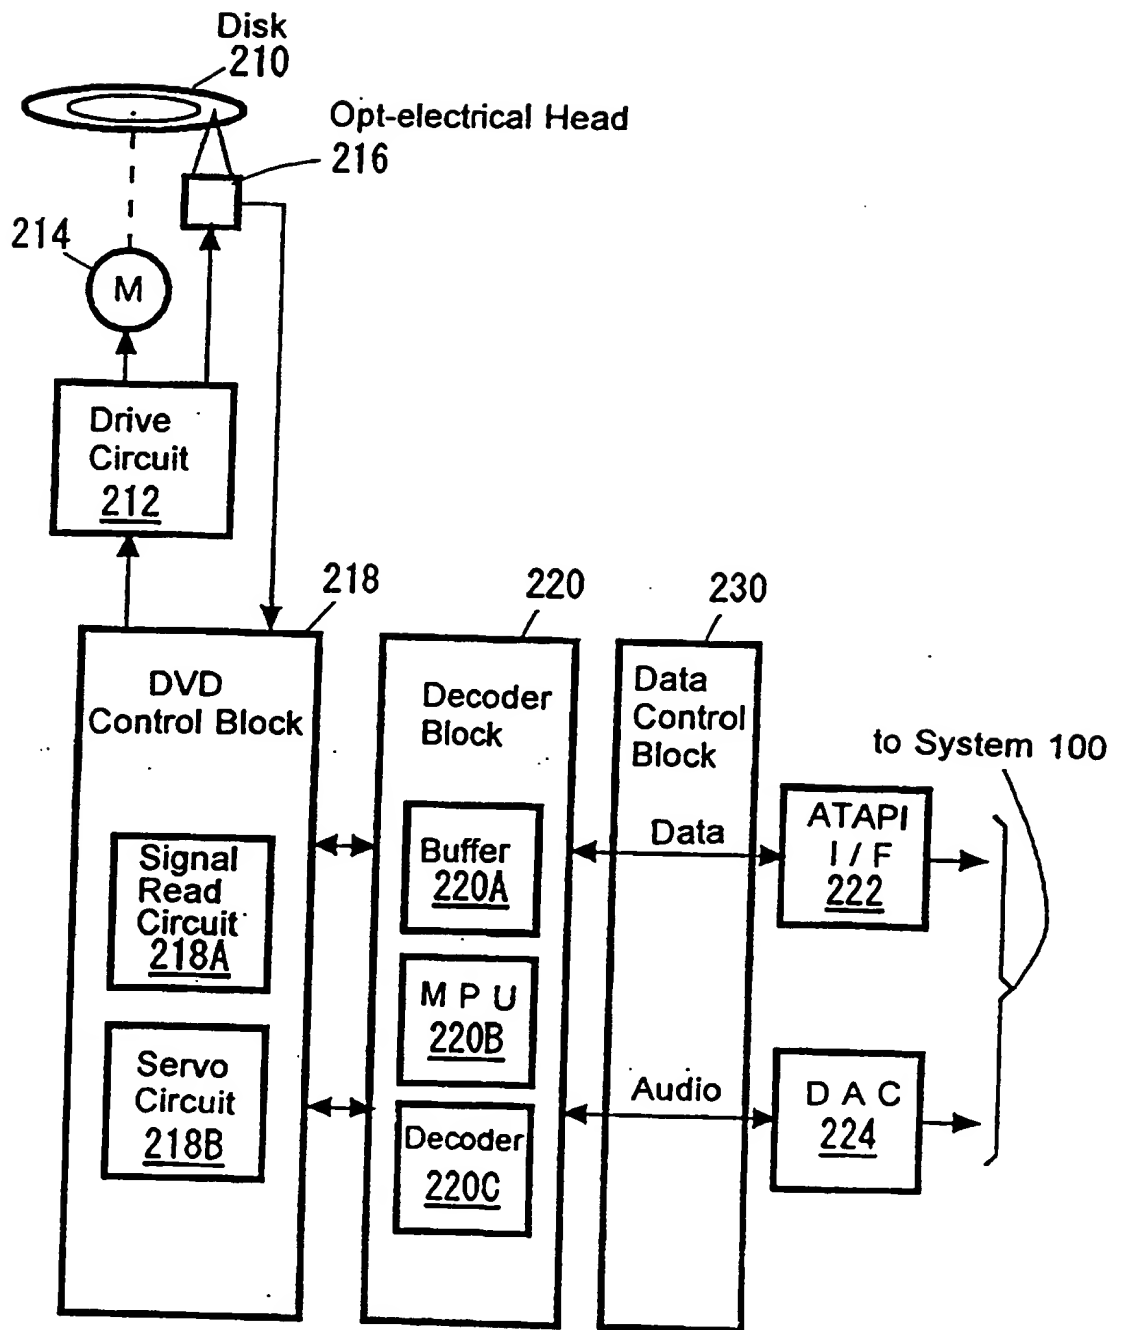 Disk
210
Opt-electrical Head
216
214
M
Drive
Circuit
212
218
220
230
DVD
Control Block
Signal
Read
Circuit
218A
Servo
Circuit
218B
Decoder
Block
Buffer
220A
M P U
220B
Decoder
220C
Data
Control
Block
Data
Audio
to System 100
ATAPI
I / F
222
D A C
224